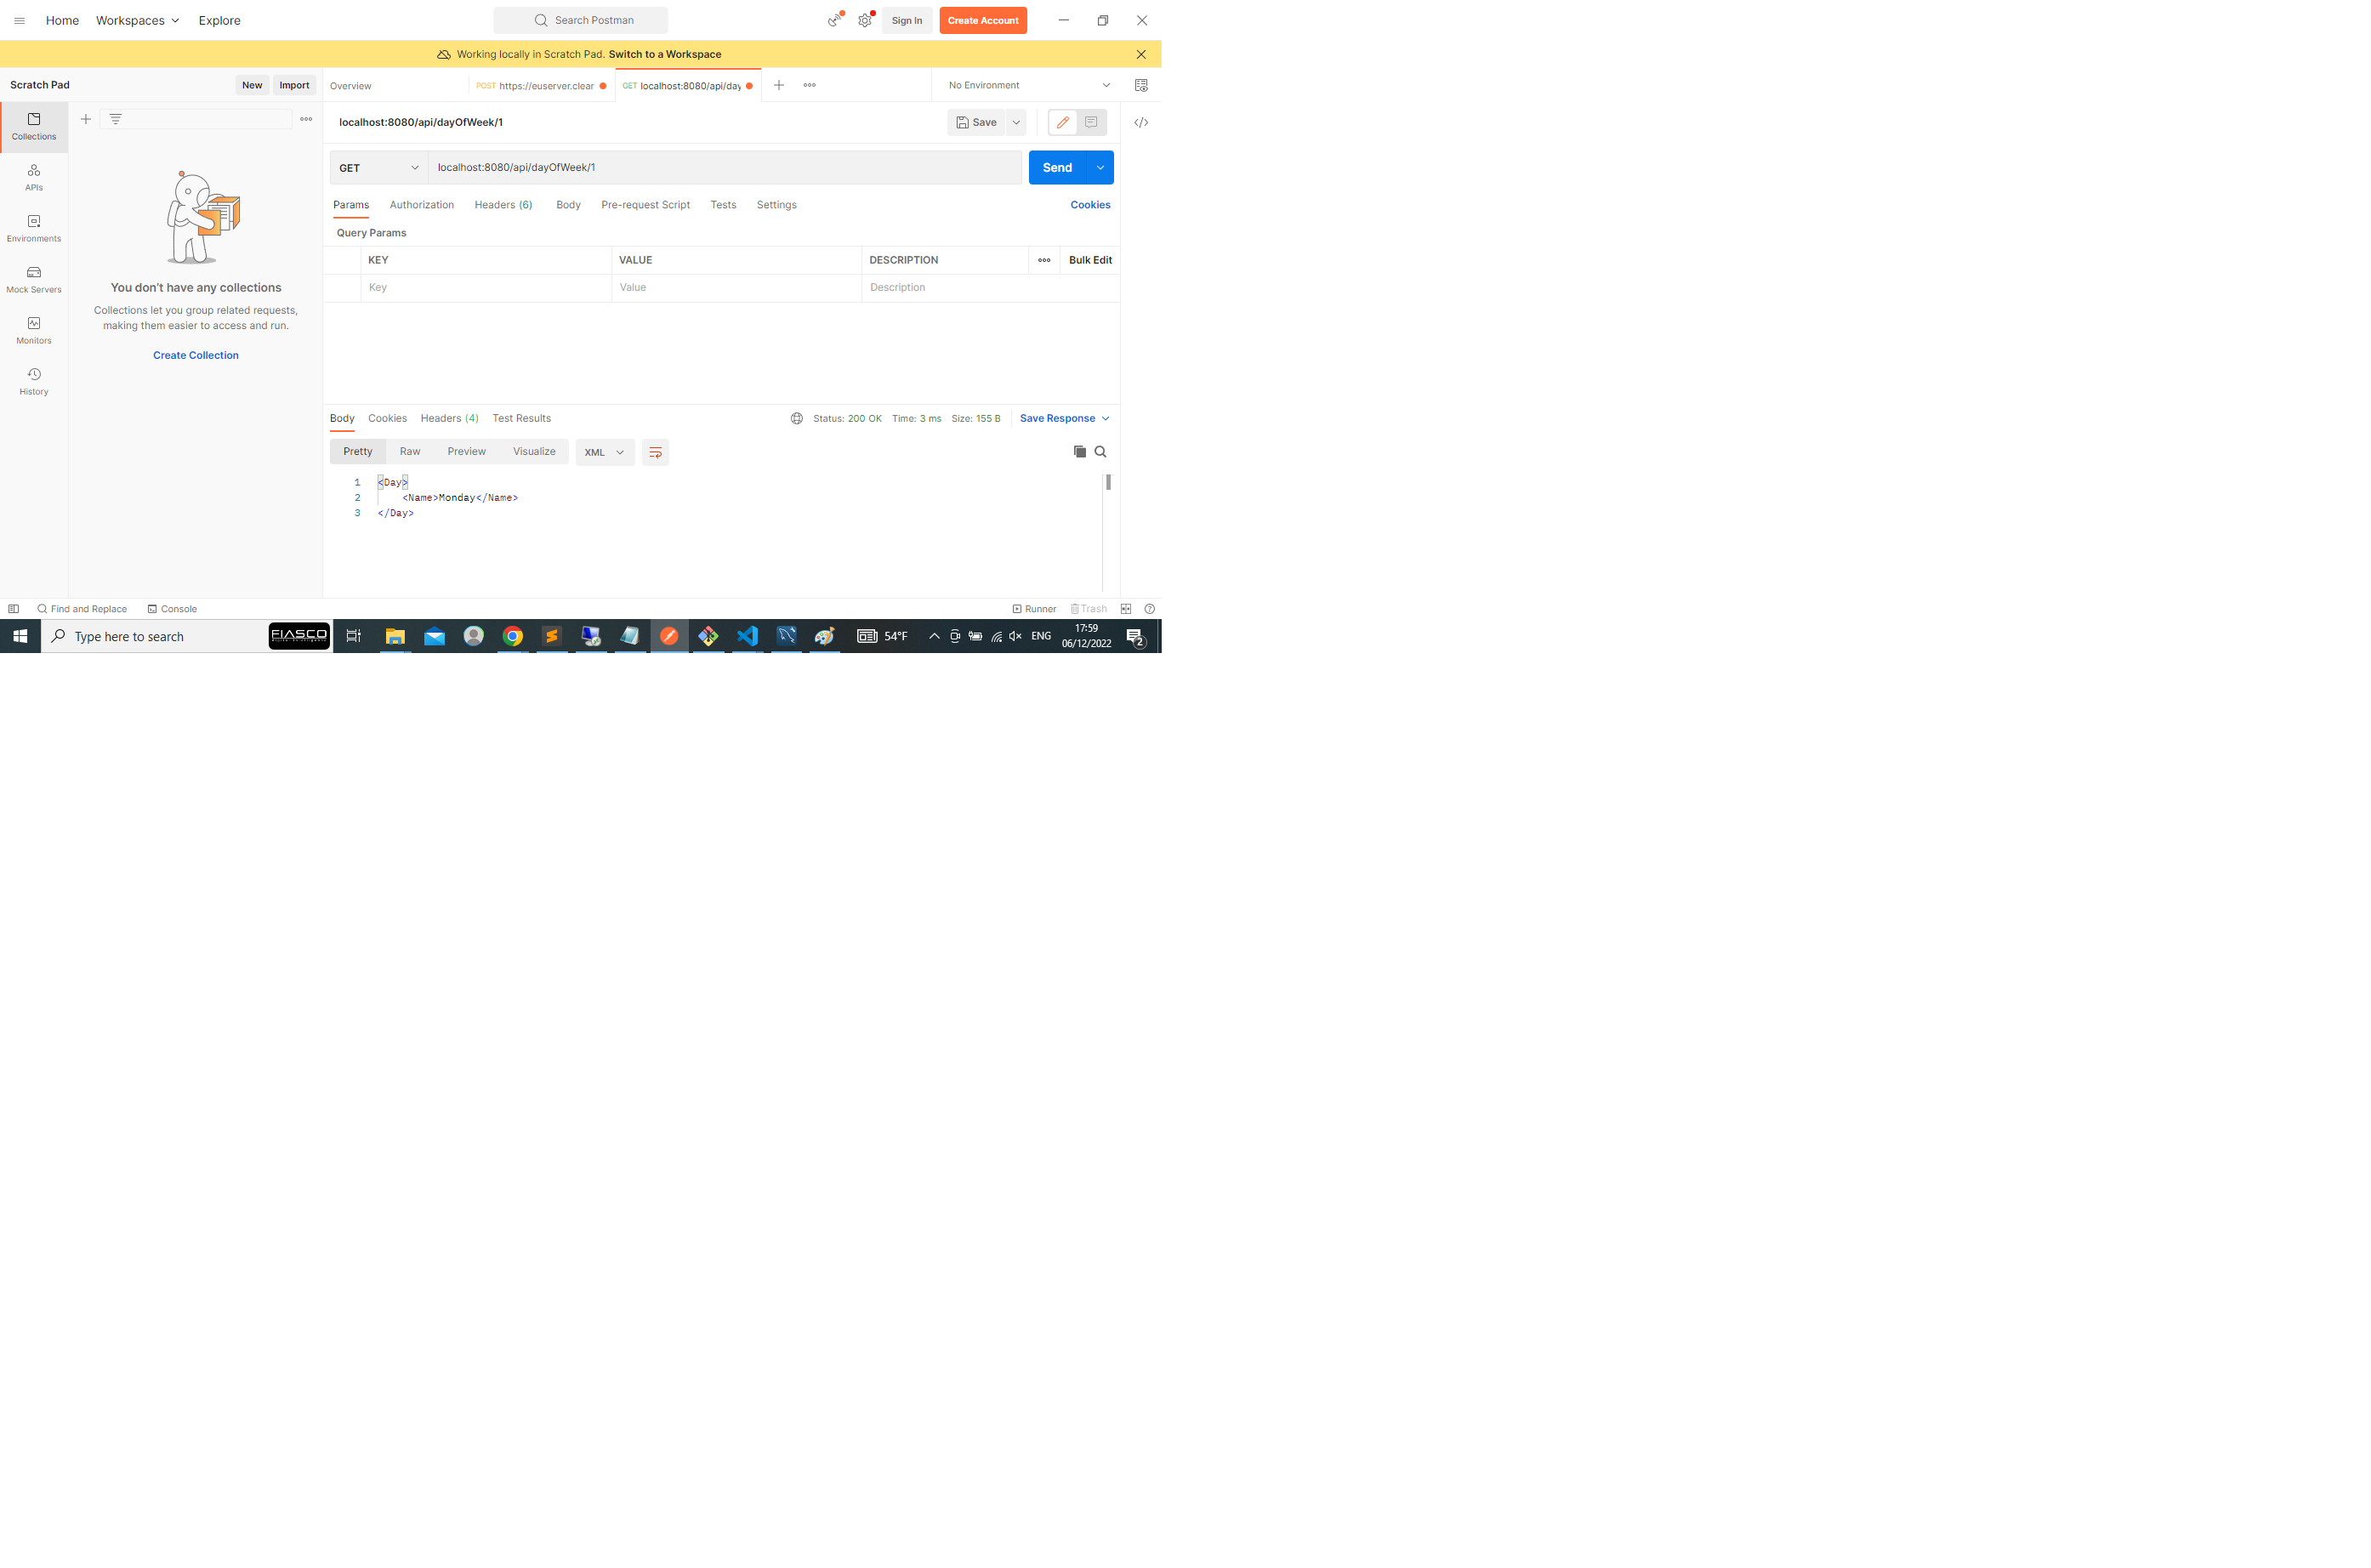 Home Workspaces Explore Search Postman Sign In Create Account
Working locally in Scratch Pad. Switch to a Workspace
Scratch Pad New Import Overview POST https://euserver.clear GET localhost:8080/api/day No Environment
Collections
APIs
Environments
Mock Servers
Monitors
History
You don't have any collections
Collections let you group related requests,
making them easier to access and run.
Create Collection
localhost:8080/api/dayOfWeek/1 Save
GET localhost:8080/api/dayOfWeek/1 Send
Params Authorization Headers (6) Body Pre-request Script Tests Settings Cookies
Query Params
KEY VALUE DESCRIPTION Bulk Edit
Key Value Description
Body Cookies Headers (4) Test Results Status: 200 OK Time: 3 ms Size: 155 B Save Response
Pretty Raw Preview Visualize XML
1 <Day>
2 <Name>Monday</Name>
3 </Day>
Find and Replace Console Runner Trash
Type here to search FIASCO 54°F ENG 17:59
06/12/2022 2